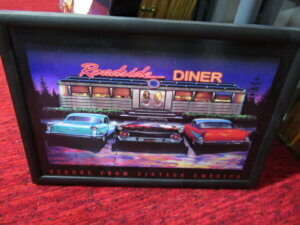 Roadside DINER
SCENES FROM VINTAGE AMERICA